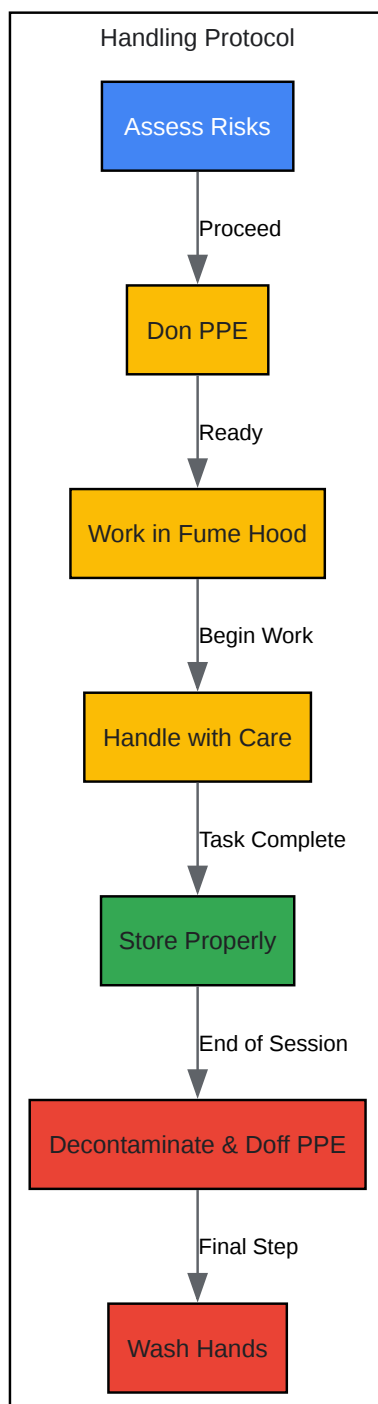 Handling Protocol
Assess Risks
Proceed
Don PPE
Ready
Work in Fume Hood
Begin Work
Handle with Care
Task Complete
Store Properly
End of Session
Decontaminate & Doff PPE
Final Step
Wash Hands